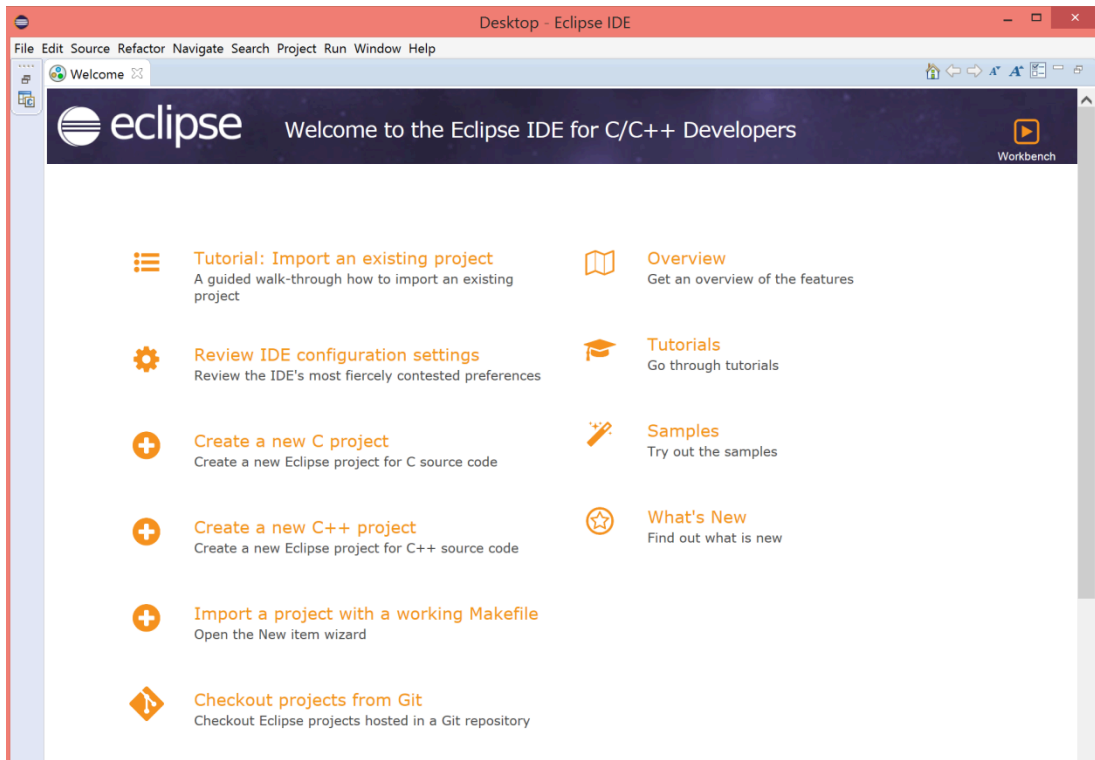 Desktop - Eclipse IDE
File Edit Source Refactor Navigate Search Project Run Window Help
Welcome
eclipse
Welcome to the Eclipse IDE for C/C++ Developers
Workbench
Tutorial: Import an existing project
A guided walk-through how to import an existing
project
Review IDE configuration settings
Review the IDE's most fiercely contested preferences
Create a new C project
Create a new Eclipse project for C source code
Create a new C++ project
Create a new Eclipse project for C++ source code
Import a project with a working Makefile
Open the New item wizard
Checkout projects from Git
Checkout Eclipse projects hosted in a Git repository
Overview
Get an overview of the features
Tutorials
Go through tutorials
Samples
Try out the samples
What's New
Find out what is new